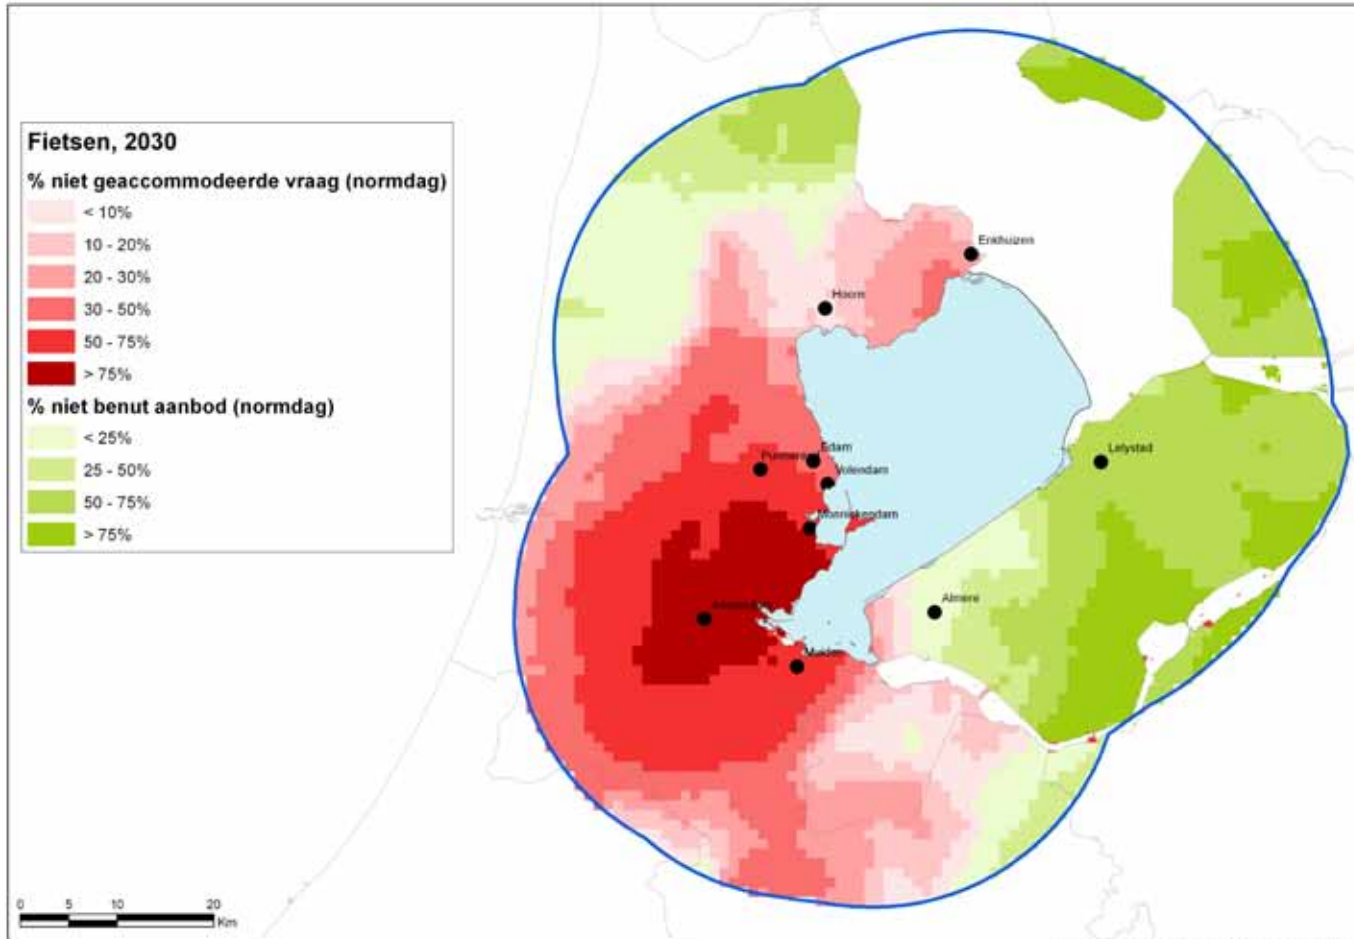 Fietsen, 2030
% niet geaccommodeerde vraag (normdag)
< 10%
10 - 20%
20 - 30%
30 - 50%
50 - 75%
> 75%
% niet benut aanbod (normdag)
< 25%
25 - 50%
50 - 75%
> 75%
Enkhuizen
Hoorn
Edam
Volendam
Lelystad
Monnickendam
Almere
Muiden
0 5 10 20
Km